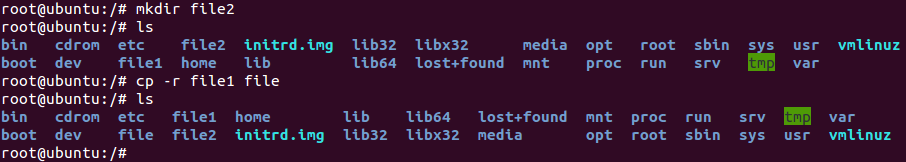 root@ubuntu:/# mkdir file2
root@ubuntu:/# ls
bin cdrom etc file2 initrd.img lib32 libx32 media opt root sbin sys usr vmlinuz
boot dev file1 home lib lib64 lost+found mnt proc run srv tmp var
root@ubuntu:/# cp -r file1 file
root@ubuntu:/# ls
bin cdrom etc file1 home lib lib64 lost+found mnt proc run srv tmp var
boot dev file file2 initrd.img lib32 libx32 media opt root sbin sys usr vmlinuz
root@ubuntu:/#